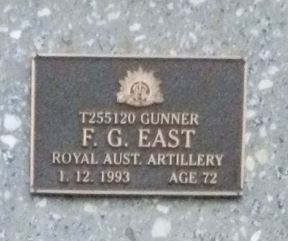 T255120 GUNNER
F. G. EAST
ROYAL AUST. ARTILLERY
1. 12. 1993 AGE 72